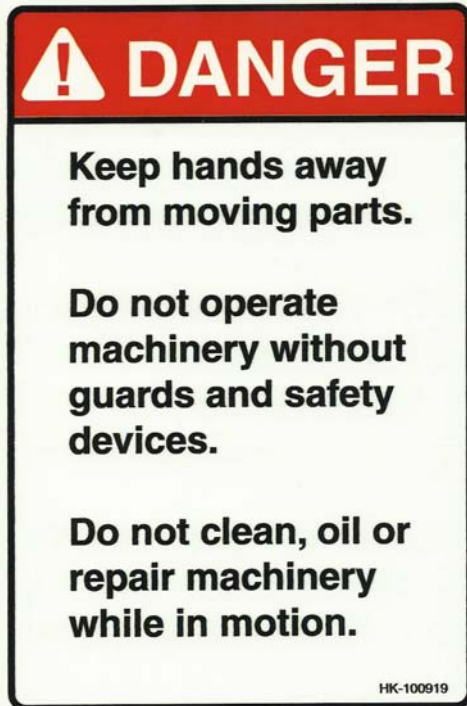 DANGER
Keep hands away
from moving parts.
Do not operate
machinery without
guards and safety
devices.
Do not clean, oil or
repair machinery
while in motion.
HK-100919